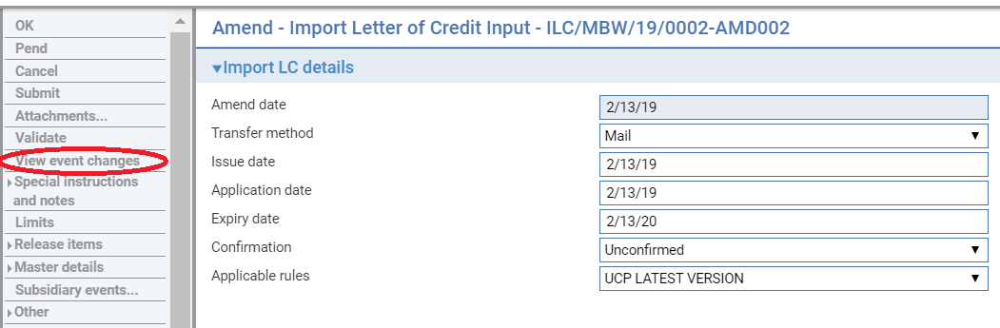 OK
Pend
Cancel
Submit
Attachments...
Validate
View event changes
Special instructions
and notes
Limits
Release items
Master details
Subsidiary events...
Other
Amend - Import Letter of Credit Input - ILC/MBW/19/0002-AMD002
Import LC details
Amend date 2/13/19
Transfer method Mail
Issue date 2/13/19
Application date 2/13/19
Expiry date 2/13/20
Confirmation Unconfirmed
Applicable rules UCP LATEST VERSION